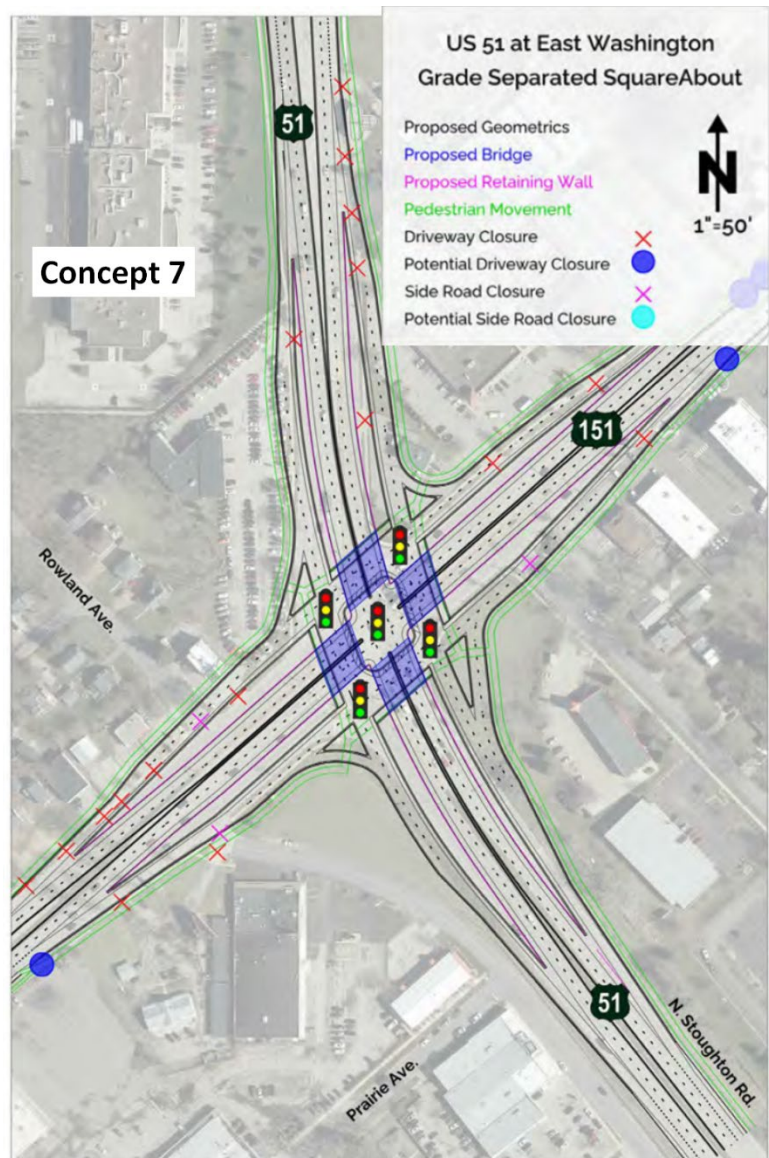 US 51 at East Washington
Grade Separated SquareAbout
Proposed Geometrics
Proposed Bridge
Proposed Retaining Wall
Pedestrian Movement
Driveway Closure
Potential Driveway Closure
Side Road Closure
Potential Side Road Closure
N
1"=50'
51
Concept 7
151
Rowland Ave.
51
N. Stoughton Rd.
Prairie Ave.